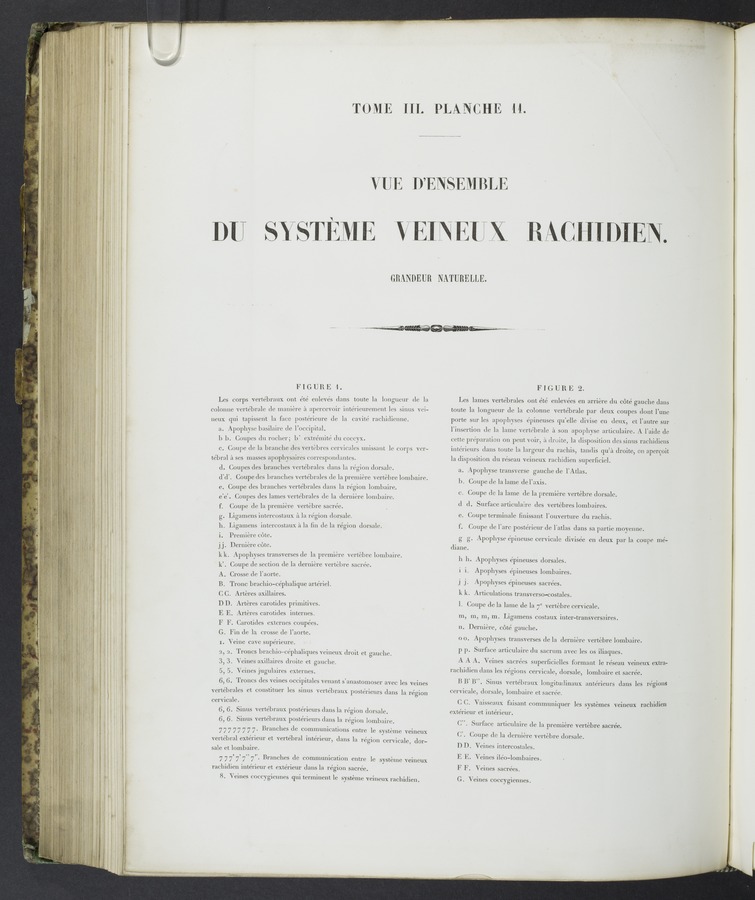 TOME III. PLANCHE 11.
VUE D'ENSEMBLE
DU SYSTÈME VEINEUX RACHIDIEN.
GRANDEUR NATURELLE.
FIGURE 1.
Les corps vertébraux ont été enlevés dans toute la longueur de la
colonne vertébrale de manière à apercevoir intérieurement les sinus vei-
neux qui tapissent la face postérieure de la cavité rachidienne.
a. Apophyse basilaire de l'occipital.
b b. Coupes du rocher; b' extrémité du coccyx.
c. Coupe de la branche des vertèbres cervicales unissant le corps ver-
tébral à ses masses apophysaires correspondantes.
d. Coupes des branches vertébrales dans la région dorsale.
d'd'. Coupe des branches vertébrales de la première vertèbre lombaire.
e. Coupe des branches vertébrales dans la région lombaire.
e'e'. Coupes des lames vertébrales de la dernière lombaire.
f. Coupe de la première vertèbre sacrée.
g. Ligamens intercostaux à la région dorsale.
h. Ligamens intercostaux à la fin de la région dorsale.
i. Première côte.
j j. Dernière côte.
k k. Apophyses transverses de la première vertèbre lombaire.
k'. Coupe de section de la dernière vertèbre sacrée.
A. Crosse de l'aorte.
B. Tronc brachio-céphalique artériel.
C C. Artères axillaires.
D D. Artères carotides primitives.
E E. Artères carotides internes.
F F. Carotides externes coupées.
G. Fin de la crosse de l'aorte.
1. Veine cave supérieure.
2, 2. Troncs brachio-céphaliques veineux droit et gauche.
3, 3. Veines axillaires droite et gauche.
5, 5. Veines jugulaires externes.
6, 6. Troncs des veines occipitales venant s'anastomoser avec les veines
vertébrales et constituer les sinus vertébraux postérieurs dans la région
cervicale.
6, 6. Sinus vertébraux postérieurs dans la région dorsale.
6, 6. Sinus vertébraux postérieurs dans la région lombaire.
7 7 7 7 7 7 7 7. Branches de communications entre le système veineux
vertébral extérieur et vertébral intérieur, dans la région cervicale, dor-
sale et lombaire.
7 7 7' 7' 7'' 7''. Branches de communication entre le système veineux
rachidien intérieur et extérieur dans la région sacrée.
8. Veines coccygiennes qui terminent le système veineux rachidien.
FIGURE 2.
Les lames vertébrales ont été enlevées en arrière du côté gauche dans
toute la longueur de la colonne vertébrale par deux coupes dont l'une
porte sur les apophyses épineuses qu'elle divise en deux, et l'autre sur
l'insertion de la lame vertébrale à son apophyse articulaire. A l'aide de
cette préparation on peut voir, à droite, la disposition des sinus rachidiens
intérieurs dans toute la largeur du rachis, tandis qu'à droite, on aperçoit
la disposition du réseau veineux rachidien superficiel.
a. Apophyse transverse gauche de l'Atlas.
b. Coupe de la lame de l'axis.
c. Coupe de la lame de la première vertèbre dorsale.
d d. Surface articulaire des vertèbres lombaires.
e. Coupe terminale finissant l'ouverture du rachis.
f. Coupe de l'arc postérieur de l'atlas dans sa partie moyenne.
g g. Apophyse épineuse cervicale divisée en deux par la coupe mé-
diane.
h h. Apophyses épineuses dorsales.
i i. Apophyses épineuses lombaires.
j j. Apophyses épineuses sacrées.
k k. Articulations transverso-costales.
l. Coupe de la lame de la 7e vertèbre cervicale.
m, m, m, m. Ligamens costaux inter-transversaires.
n. Dernière, côté gauche.
o o. Apophyses transverses de la dernière vertèbre lombaire.
p p. Surface articulaire du sacrum avec les os iliaques.
A A A. Veines sacrées superficielles formant le réseau veineux extra-
rachidien dans les régions cervicale, dorsale, lombaire et sacrée.
B B' B''. Sinus vertébraux longitudinaux antérieurs dans les régions
cervicale, dorsale, lombaire et sacrée.
C C. Vaisseaux faisant communiquer les systèmes veineux rachidien
extérieur et intérieur.
C''. Surface articulaire de la première vertèbre sacrée.
C'. Coupe de la dernière vertèbre dorsale.
D D. Veines intercostales.
E E. Veines iléo-lombaires.
F F. Veines sacrées.
G. Veines coccygiennes.